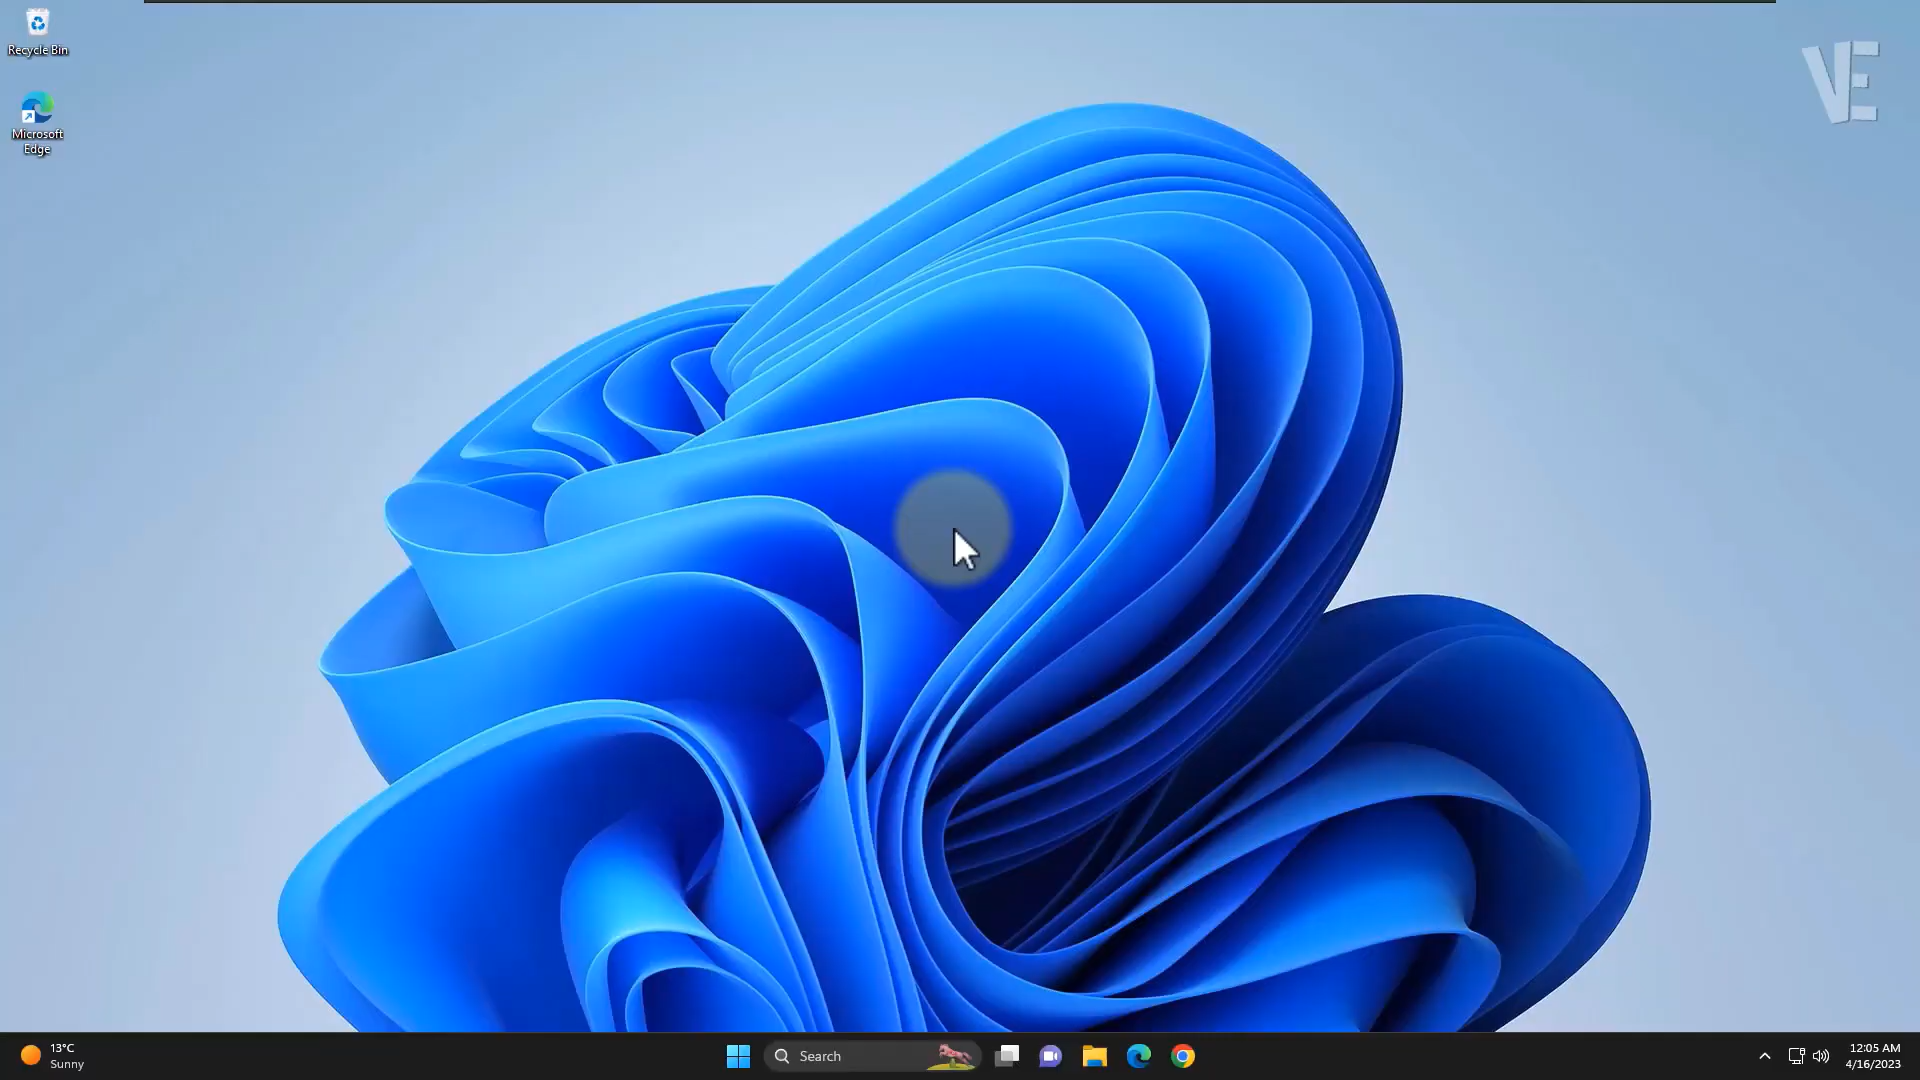 Recycle Bin
VE
Microsoft
Edge
13°C
Sunny
Search
12:05 AM
4/16/2023